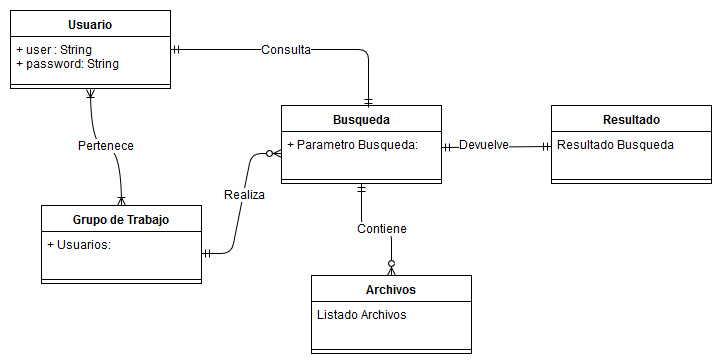 Usuario
+ user : String
+ password: String
Consulta
Busqueda
+ Parametro Busqueda:
Devuelve
Resultado
Resultado Busqueda
Pertenece
Realiza
Grupo de Trabajo
+ Usuarios:
Contiene
Archivos
Listado Archivos